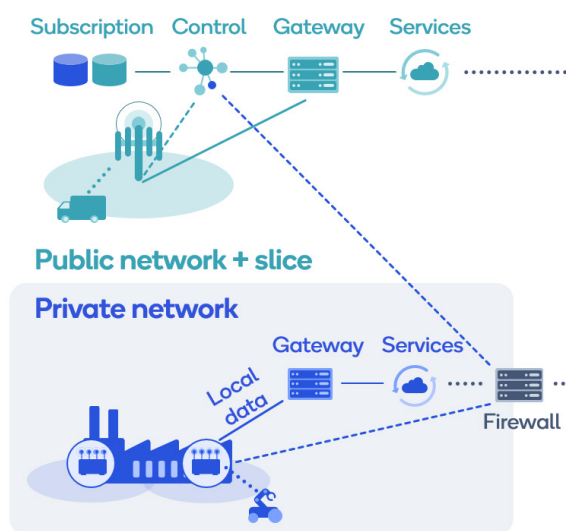 Subscription Control Gateway Services
Public network + slice
Private network
Gateway Services
Local
data
Firewall